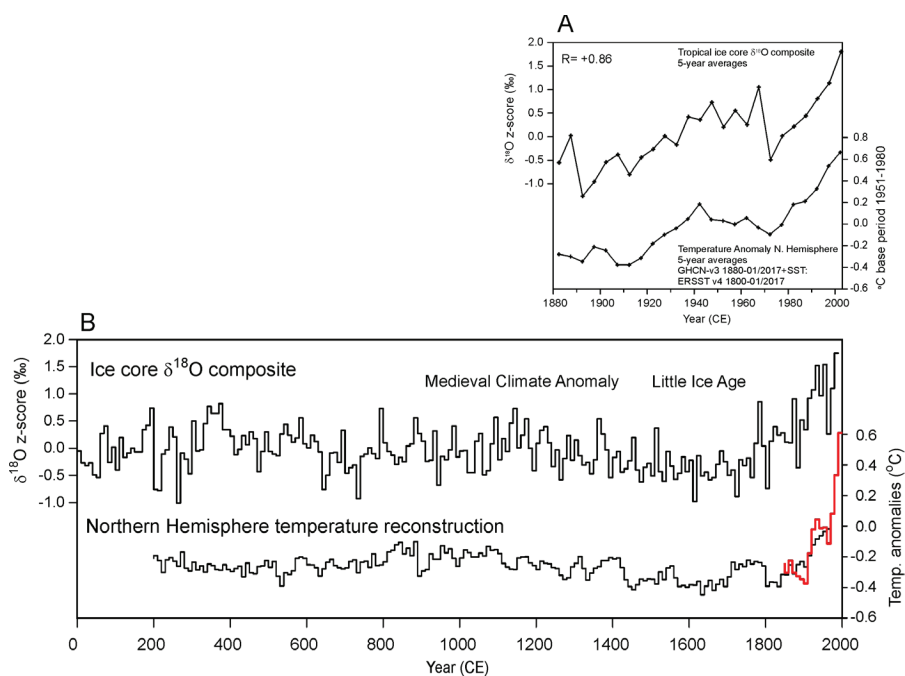 A
2.0
1.5
1.0
0.5
0.0
-0.5
-1.0
δ18O z-score (‰)
R= +0.86
Tropical ice core δ18O composite
5-year averages
0.8
0.6
0.4
0.2
0.0
-0.2
-0.4
-0.6
ºC base period 1951-1980
Temperature Anomaly N. Hemisphere
5-year averages
GHCN-v3 1880-01/2017+SST:
ERSST v4 1800-01/2017
1880 1900 1920 1940 1960 1980 2000
Year (CE)
B
2.0
1.5
1.0
0.5
0.0
-0.5
-1.0
δ18O z-score (‰)
Ice core δ18O composite
Medieval Climate Anomaly Little Ice Age
Northern Hemisphere temperature reconstruction
0.6
0.4
0.2
0.0
-0.2
-0.4
-0.6
Temp. anomalies (°C)
0 200 400 600 800 1000 1200 1400 1600 1800 2000
Year (CE)